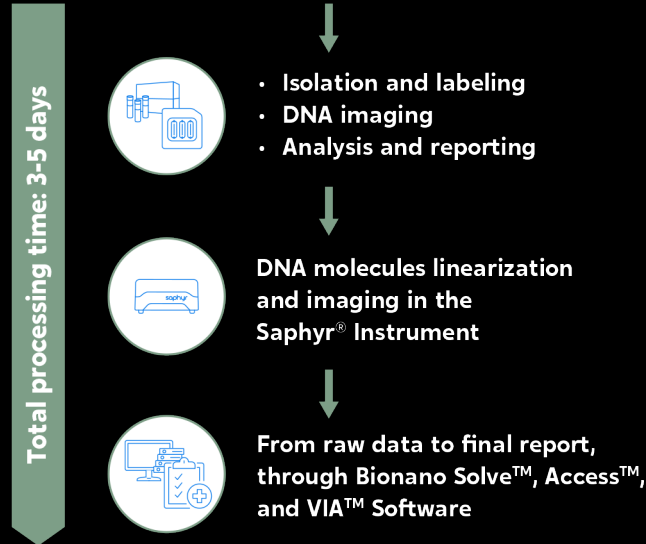 Total processing time: 3-5 days
• Isolation and labeling
• DNA imaging
• Analysis and reporting
saphyr
DNA molecules linearization
and imaging in the
Saphyr® Instrument
From raw data to final report,
through Bionano Solve™, Access™,
and VIA™ Software